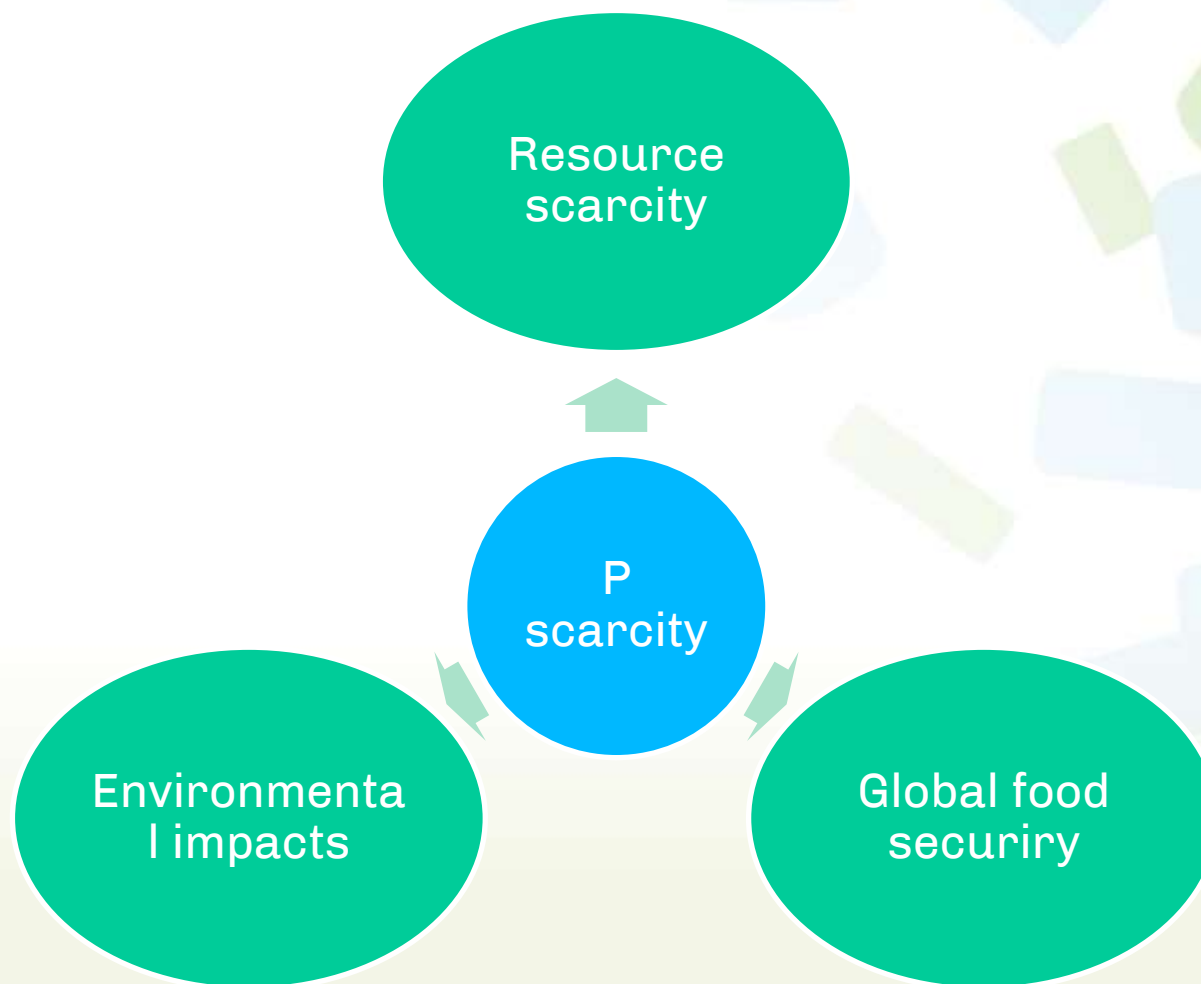 Resource
scarcity
P
scarcity
Environmenta
l impacts
Global food
securiry